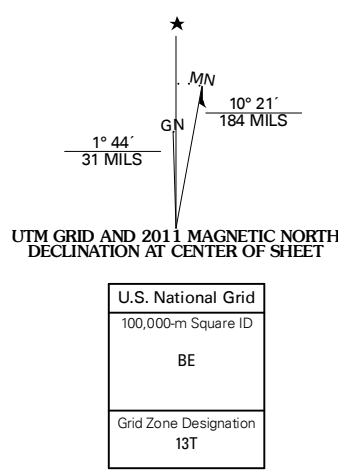 ★
MN
GN
10° 21´
184 MILS
1° 44´
31 MILS
UTM GRID AND 2011 MAGNETIC NORTH
DECLINATION AT CENTER OF SHEET
U.S. National Grid
100,000-m Square ID
BE
Grid Zone Designation
13T